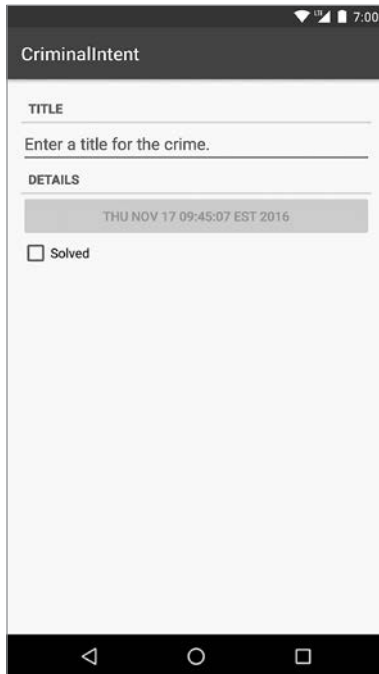 LTE 7:00
CriminalIntent
TITLE
Enter a title for the crime.
DETAILS
THU NOV 17 09:45:07 EST 2016
Solved